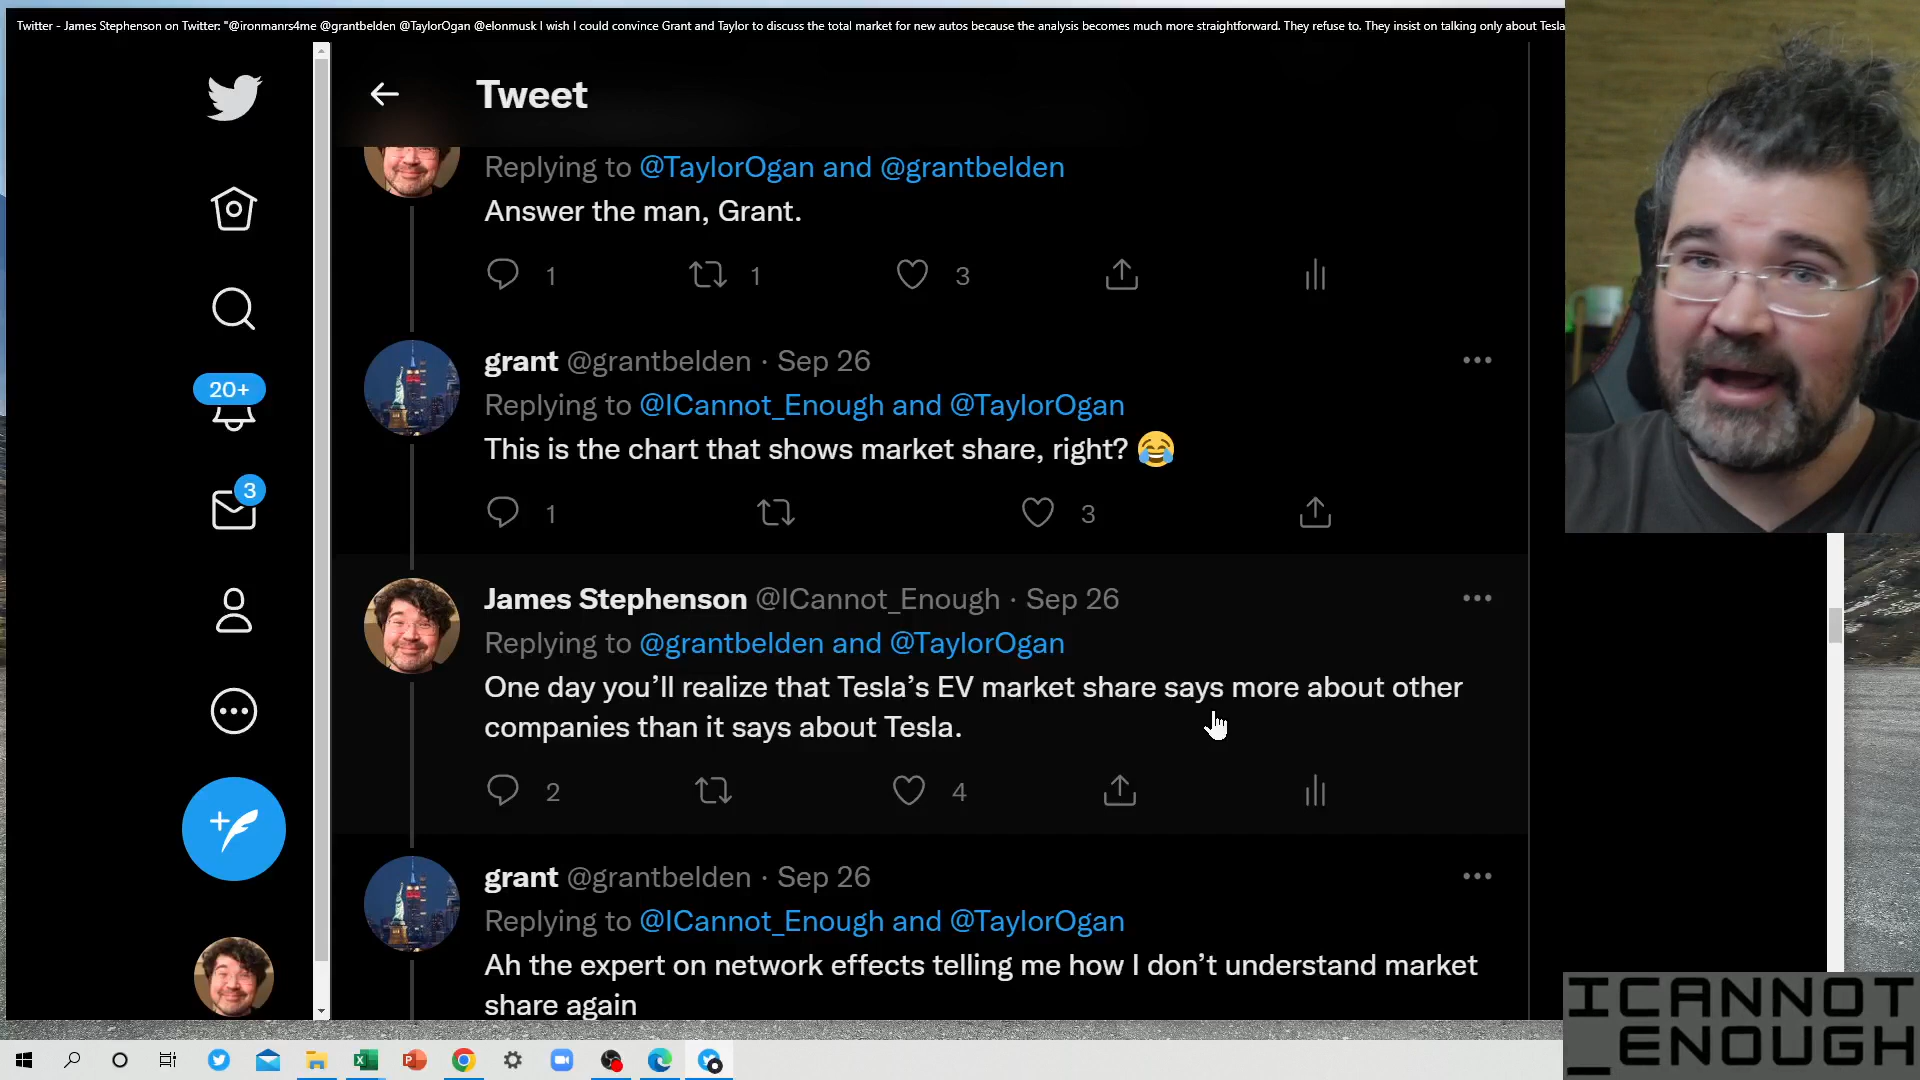 Twitter - James Stephenson on Twitter: "@ironmanrs4me @grantbelden @TaylorOgan @elonmusk I wish I could convince Grant and Taylor to discuss the total market for new autos because the analysis becomes much more straightforward. They refuse to. They insist on talking only about Tesla
Tweet
Replying to @TaylorOgan and @grantbelden
Answer the man, Grant.
1 1 3
grant @grantbelden · Sep 26
Replying to @ICannot_Enough and @TaylorOgan
This is the chart that shows market share, right? 😂
1 3
James Stephenson @ICannot_Enough · Sep 26
Replying to @grantbelden and @TaylorOgan
One day you’ll realize that Tesla’s EV market share says more about other
companies than it says about Tesla.
2 4
grant @grantbelden · Sep 26
Replying to @ICannot_Enough and @TaylorOgan
Ah the expert on network effects telling me how I don’t understand market
share again
20+
3
ICANNOT
_ENOUGH